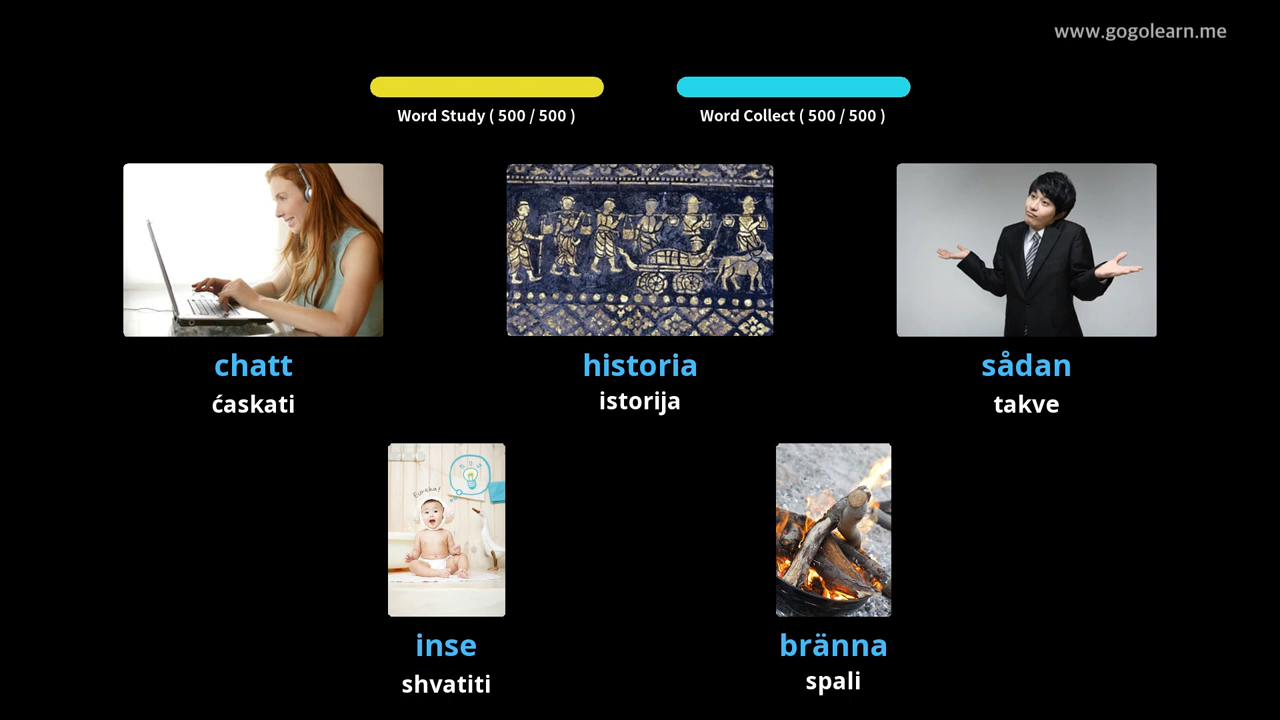 www.gogolearn.me
Word Study ( 500 / 500 )
Word Collect ( 500 / 500 )
chatt
ćaskati
historia
istorija
sådan
takve
Eureka!
inse
shvatiti
bränna
spali